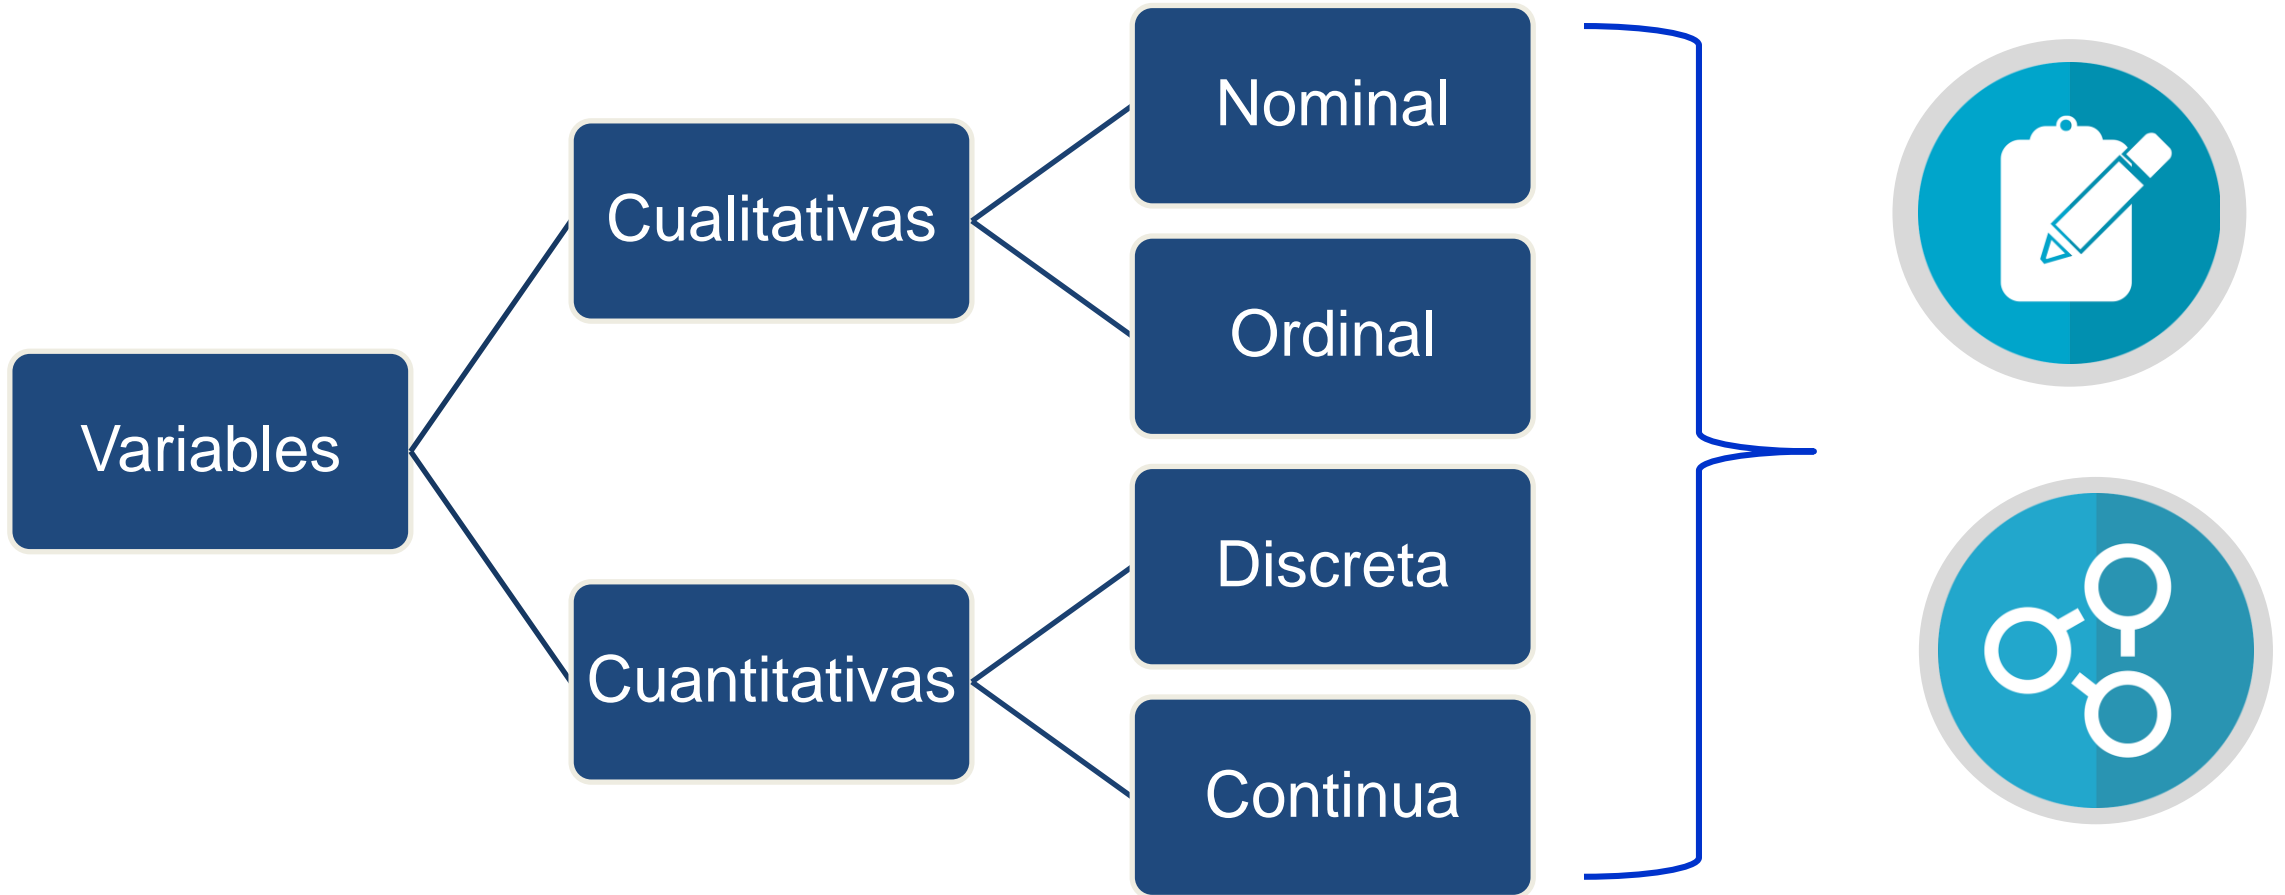 Variables
Cualitativas
Nominal
Ordinal
Cuantitativas
Discreta
Continua